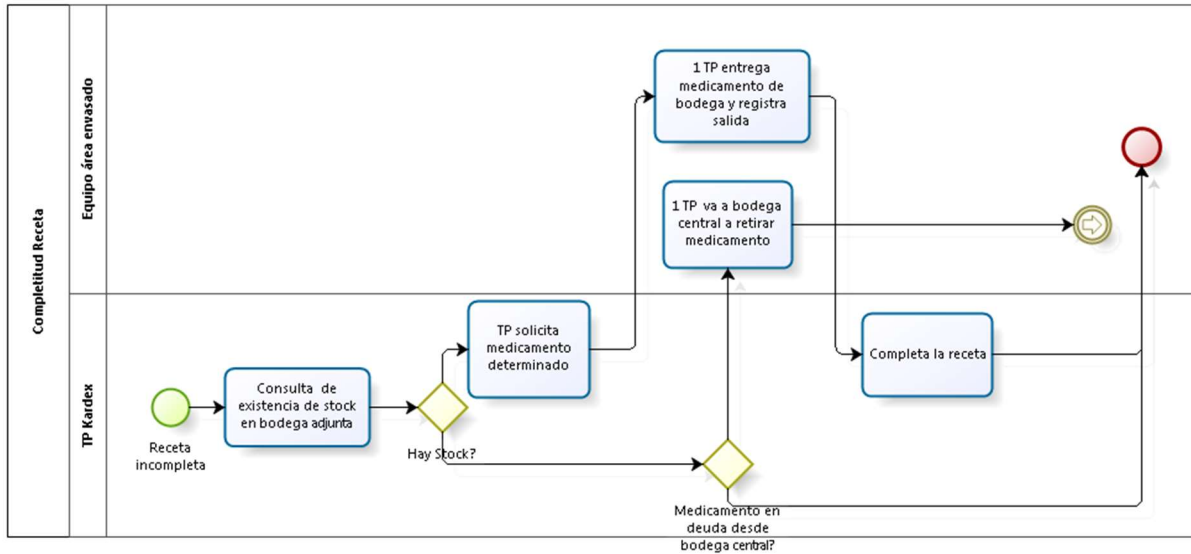 Completitud Receta
Equipo área envasado
TP Kardex
1 TP entrega
medicamento de
bodega y registra
salida
1 TP va a bodega
central a retirar
medicamento
TP solicita
medicamento
determinado
Completa la receta
Consulta de
existencia de stock
en bodega adjunta
Receta
incompleta
Hay Stock?
Medicamento en
deuda desde
bodega central?